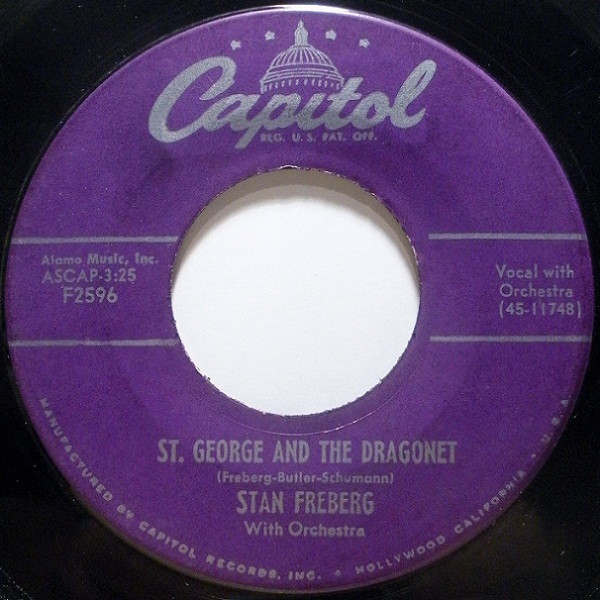 Capitol
REG. U.S. PAT. OFF.
Alamo Music, Inc.
ASCAP-3:25
F2596
Vocal with
Orchestra
(45-11748)
ST. GEORGE AND THE DRAGONET
(Freberg-Butler-Schumann)
STAN FREBERG
With Orchestra
MANUFACTURED BY CAPITOL RECORDS, INC. • HOLLYWOOD CALIFORNIA • U.S.A.